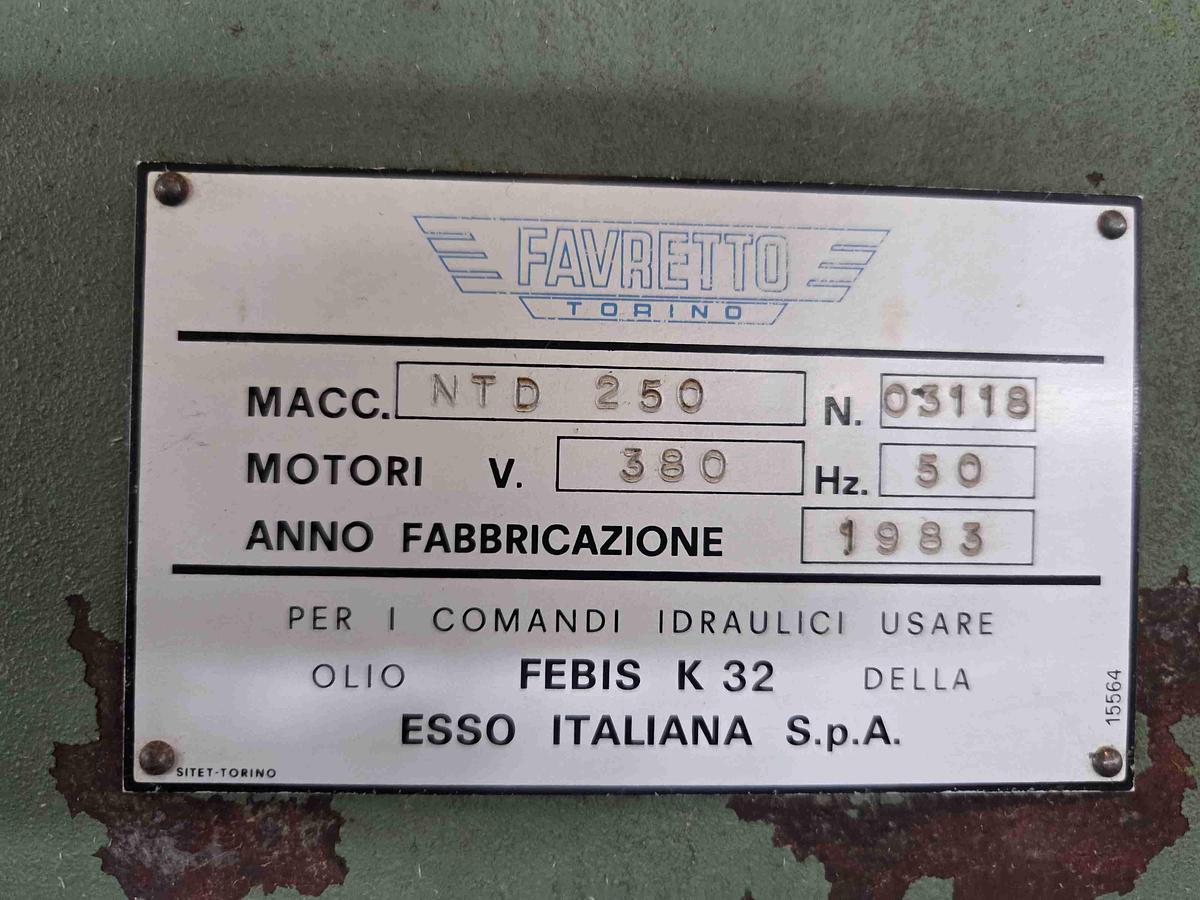 FAVRETTO
TORINO
MACC. NTD 250 N. 03118
MOTORI V. 380 Hz. 50
ANNO FABBRICAZIONE 1983
PER I COMANDI IDRAULICI USARE
OLIO FEBIS K 32 DELLA
ESSO ITALIANA S.p.A.
15564
SITET-TORINO